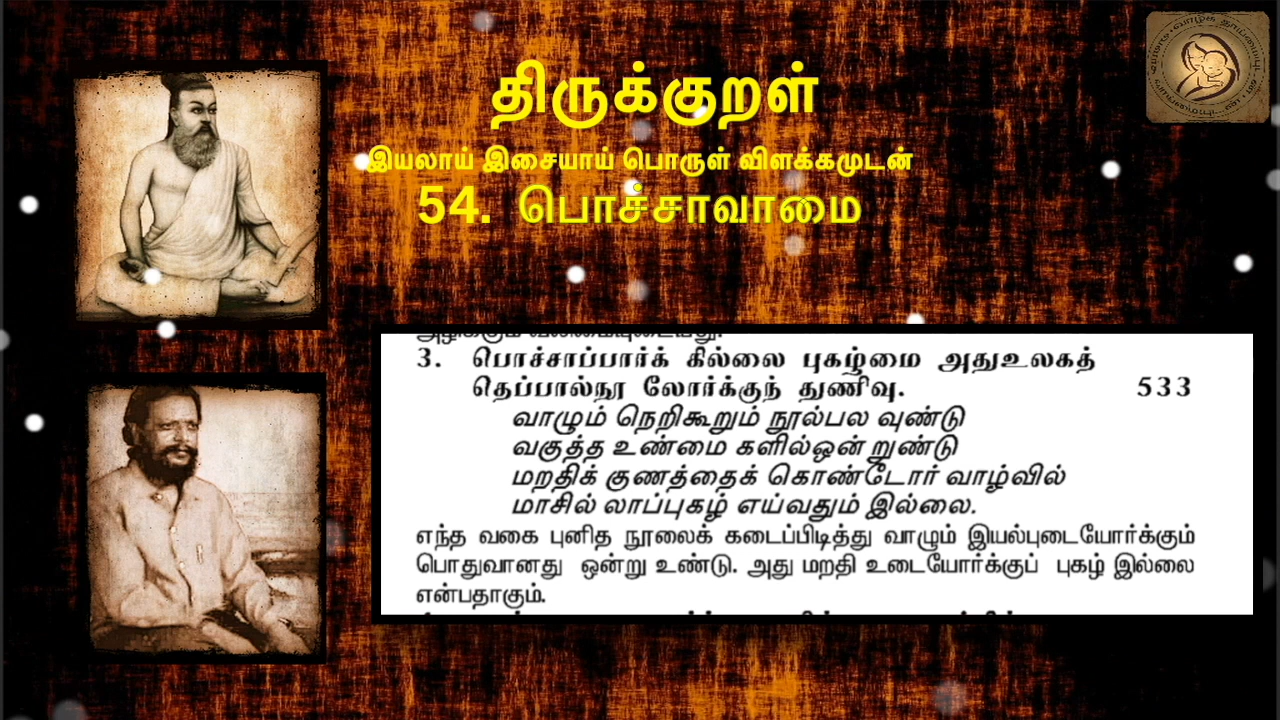 திருக்குறள்
இயலாய் இசையாய் பொருள் விளக்கமுடன்
54. பொச்சாவாமை
3. பொச்சாப்பார்க் கில்லை புகழ்மை அதுஉலகத்
தெப்பால்நூ லோர்க்குந் துணிவு. 533
வாழும் நெறிகூறும் நூல்பல வுண்டு
வகுத்த உண்மை களில்ஒன் றுண்டு
மறதிக் குணத்தைக் கொண்டோர் வாழ்வில்
மாசில் லாப்புகழ் எய்வதும் இல்லை.
எந்த வகை புனித நூலைக் கடைப்பிடித்து வாழும் இயல்புடையோர்க்கும்
பொதுவானது ஒன்று உண்டு. அது மறதி உடையோர்க்குப் புகழ் இல்லை
என்பதாகும்.